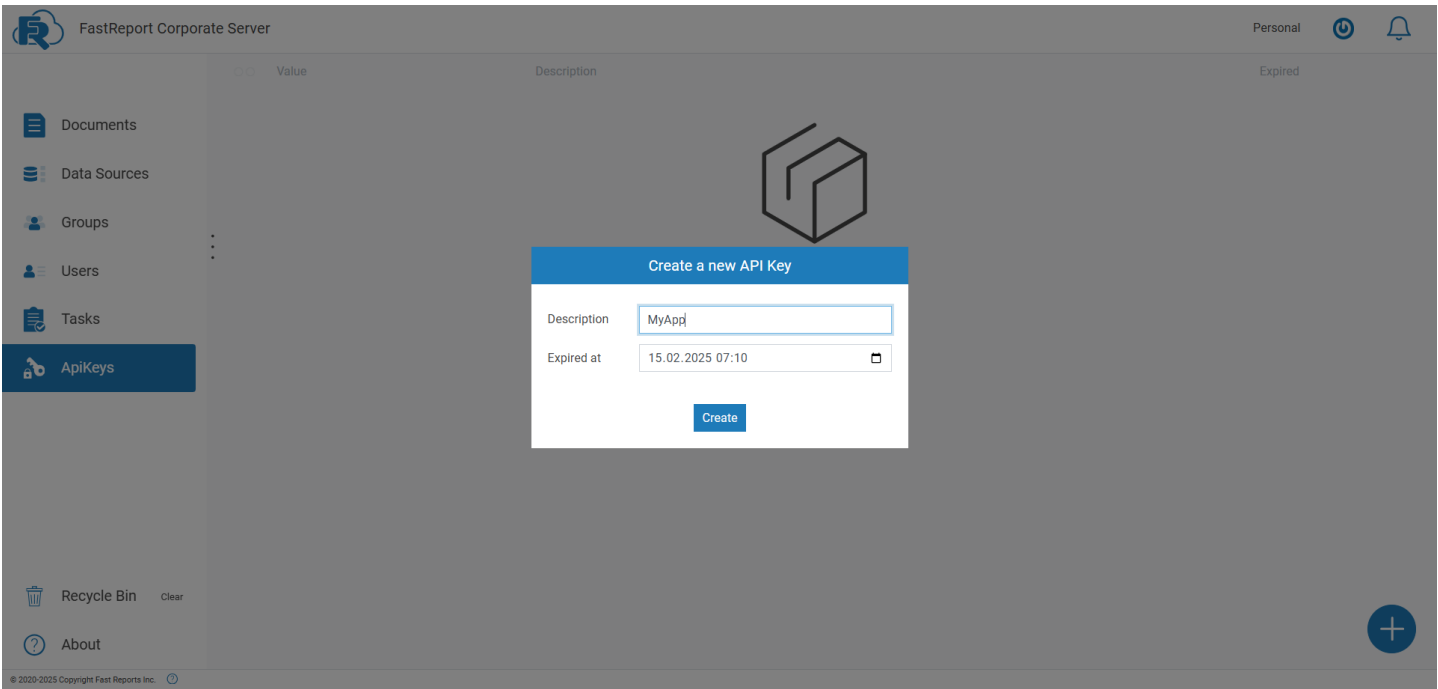 FastReport Corporate Server
Personal
Value Description Expired
Documents
Data Sources
Groups
Users
Tasks
ApiKeys
Create a new API Key
Description MyApp
Expired at 15.02.2025 07:10
Create
Recycle Bin Clear
About
© 2020-2025 Copyright Fast Reports Inc.